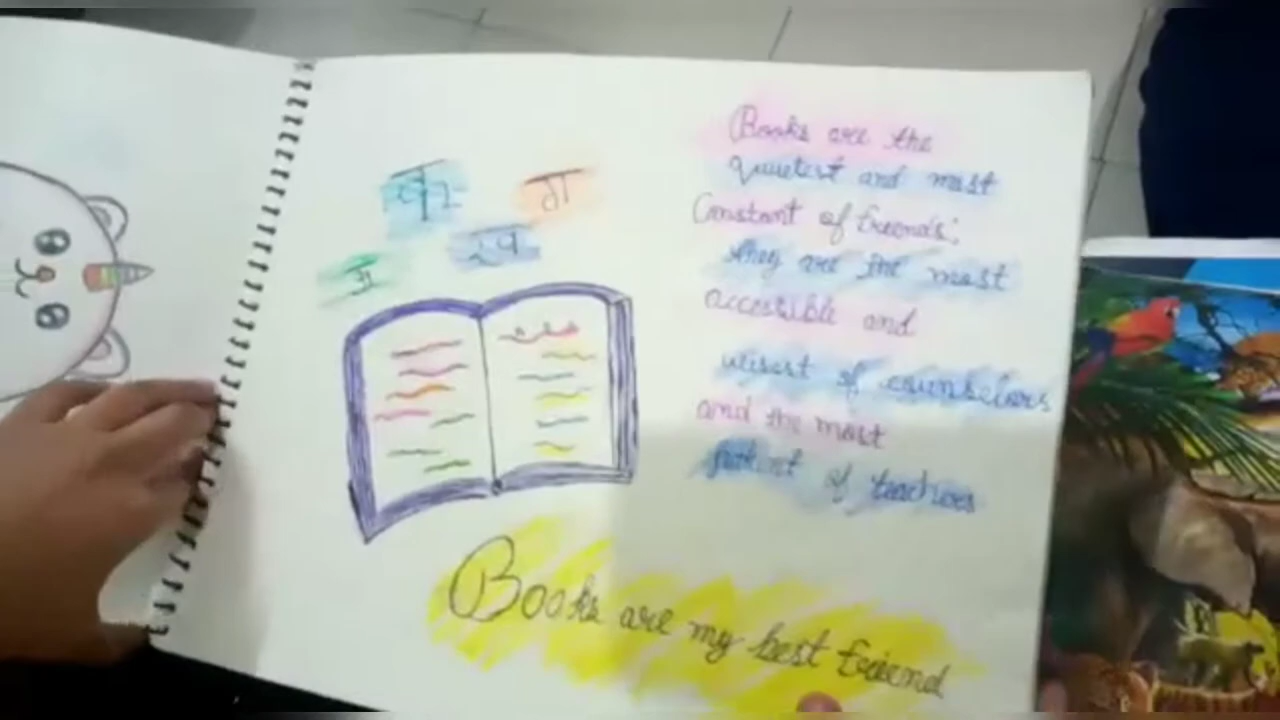 क
ग
ख
Books are the
Quietest and most
Constant of friends;
they are the most
accessible and
wisest of counselors
and the most
patient of teachers
Books are my best friend